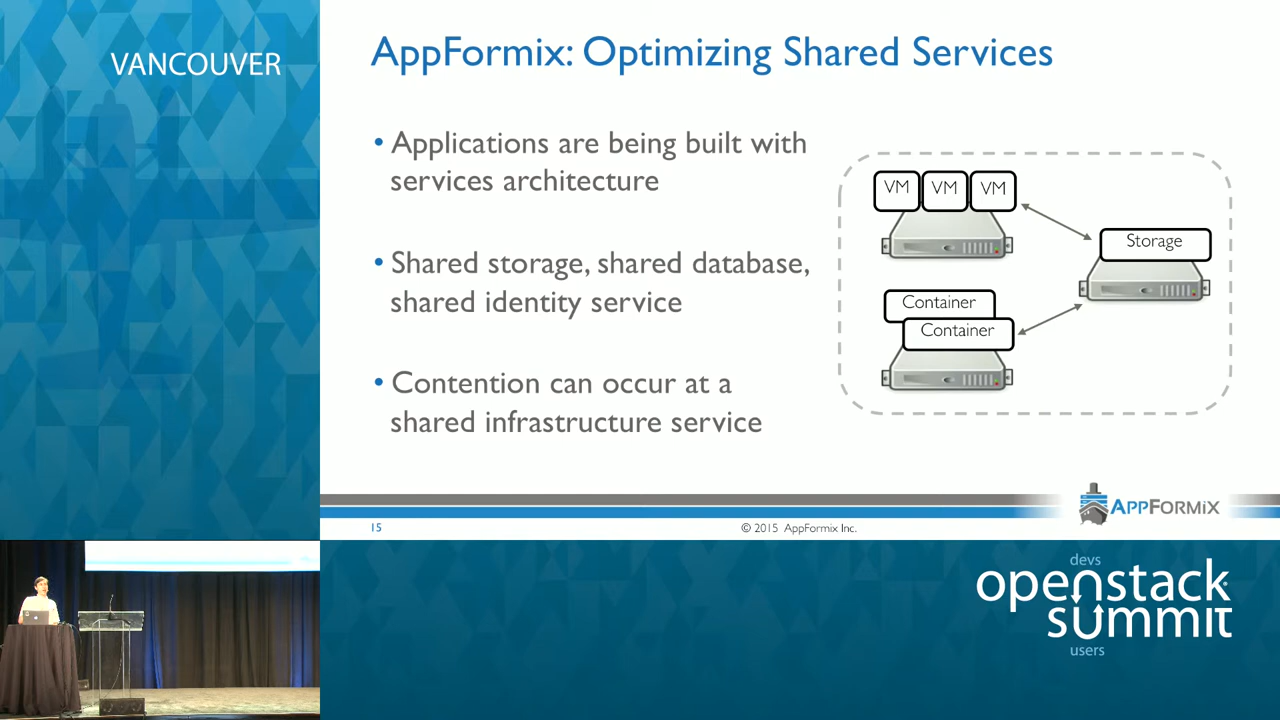 VANCOUVER
AppFormix: Optimizing Shared Services
• Applications are being built with
services architecture
• Shared storage, shared database,
shared identity service
• Contention can occur at a
shared infrastructure service
VM VM VM
Storage
Container
Container
APPFORMIX
15
© 2015 AppFormix Inc.
devs
openstack
summit
users